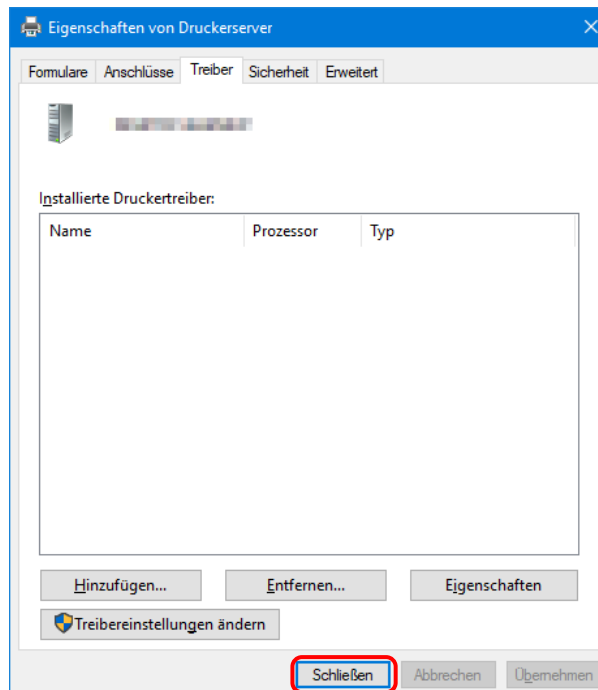 Eigenschaften von Druckerserver
Formulare Anschlüsse Treiber Sicherheit Erweitert
Installierte Druckertreiber:
Name Prozessor Typ
Hinzufügen... Entfernen... Eigenschaften
Treibereinstellungen ändern
Schließen Abbrechen Übernehmen